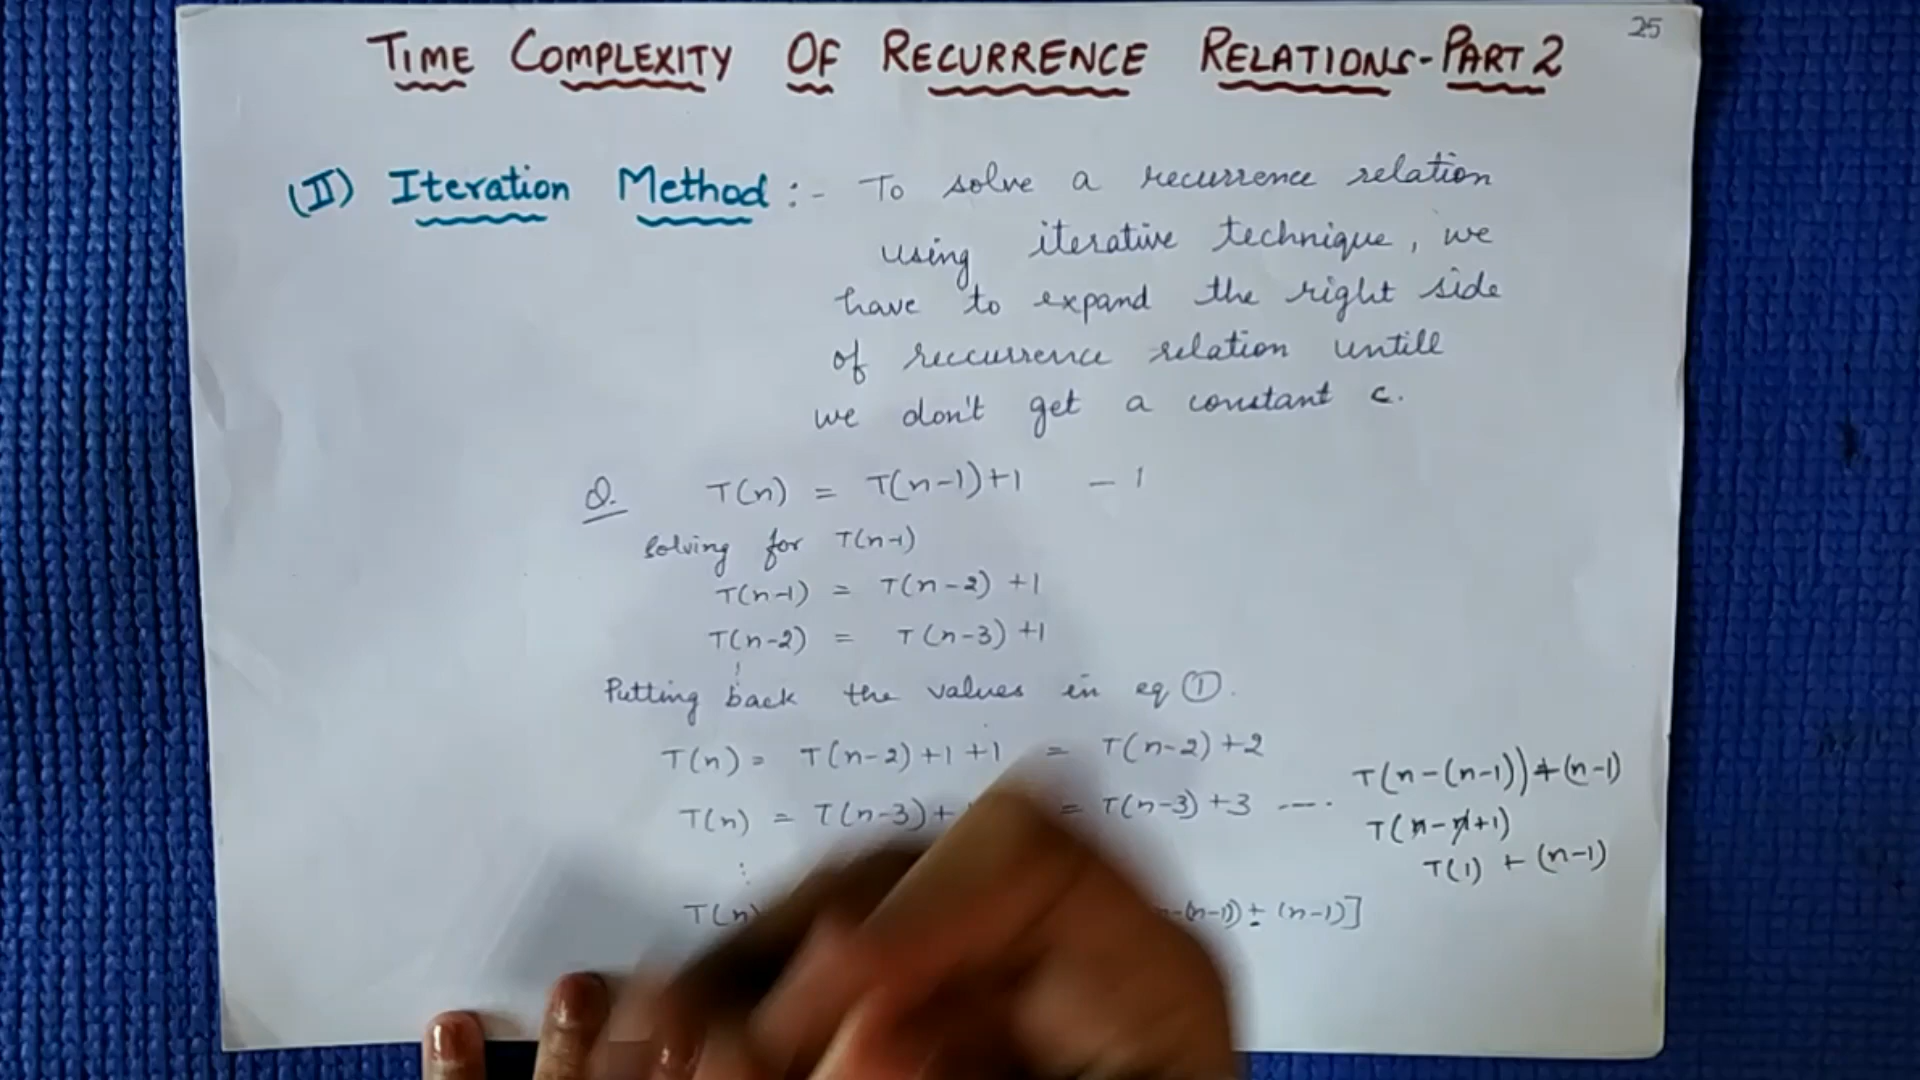 25
TIME COMPLEXITY OF RECURRENCE RELATIONS-PART 2
(II) Iteration Method :- To solve a recurrence relation
using iterative technique, we
have to expand the right side
of reccurrence relation untill
we don't get a constant c.
Q. T(n) = T(n-1)+1 - 1
Solving for T(n-1)
T(n-1) = T(n-2) +1
T(n-2) = T(n-3) +1
Putting back the values in eq ①.
T(n) = T(n-2)+1+1 = T(n-2)+2
T(n) = T(n-3)+ = T(n-3)+3 ----
T(n-(n-1))+(n-1)
T(n-n+1)
T(1) + (n-1)
T(n) -(n-1))+(n-1)]